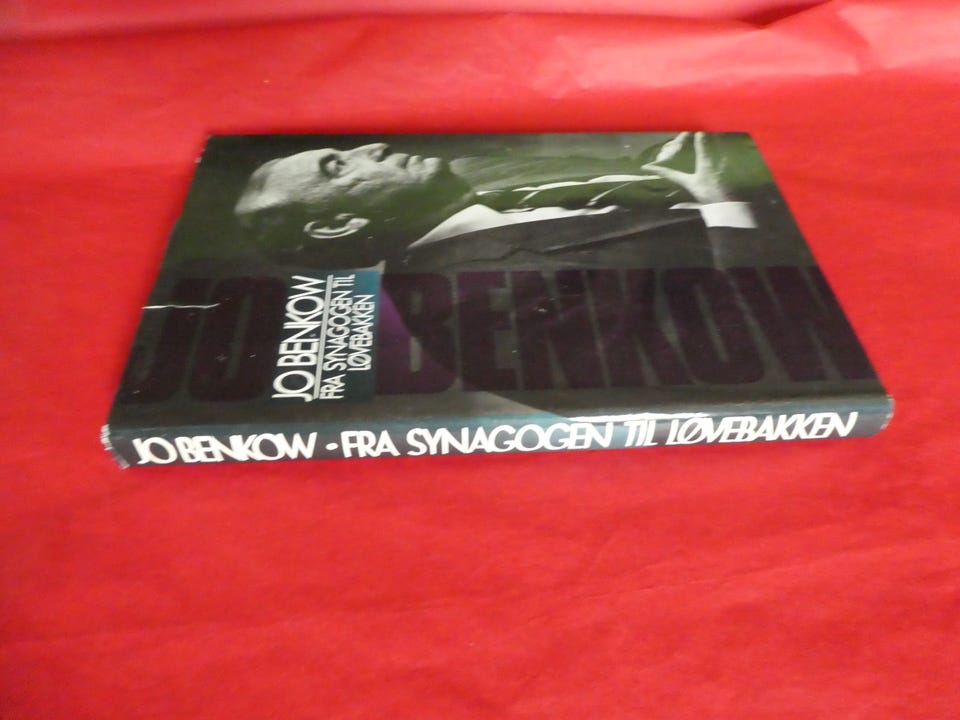 JO BENKOW
JO BENKOW
FRA SYNAGOGEN TIL
LØVEBAKKEN
JO BENKOW • FRA SYNAGOGEN TIL LØVEBAKKEN